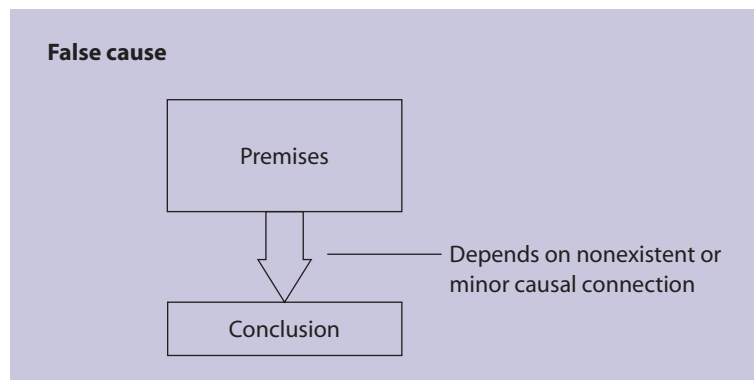 False cause
Premises
Depends on nonexistent or
minor causal connection
Conclusion